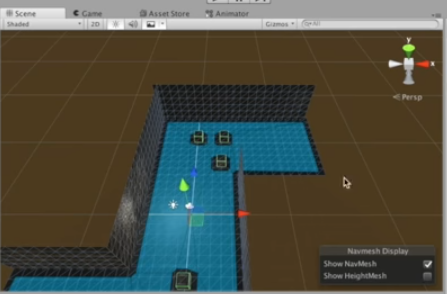 Scene Game Asset Store Animator
Shaded 2D Gizmos All
y
x
Persp
Navmesh Display
Show NavMesh
Show HeightMesh